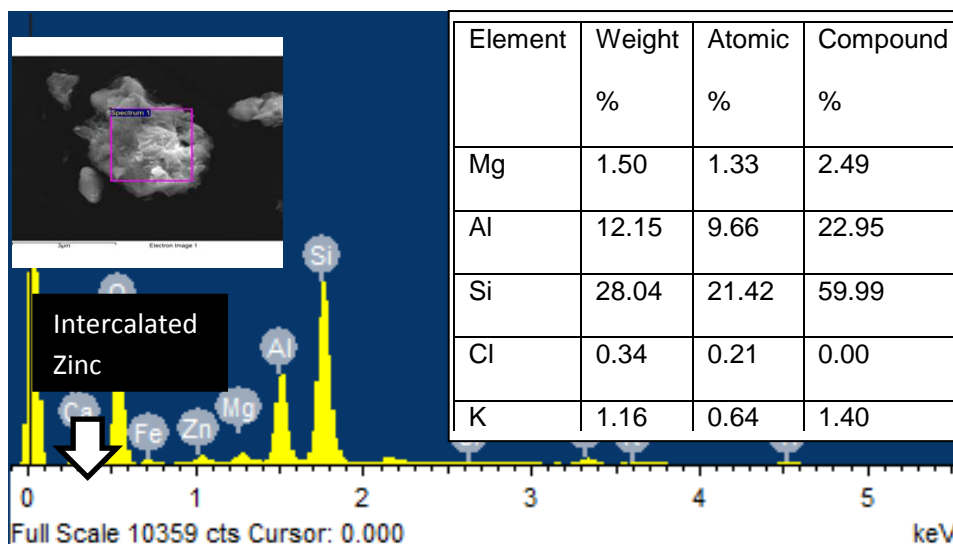 Element Weight % Atomic % Compound %
Mg 1.50 1.33 2.49
Al 12.15 9.66 22.95
Si 28.04 21.42 59.99
Cl 0.34 0.21 0.00
K 1.16 0.64 1.40
Spectrum 1
3µm Electron Image 1
Si
Al
Intercalated
Zinc
Ca Fe Zn Mg
0 1 2 3 4 5
Full Scale 10359 cts Cursor: 0.000 keV